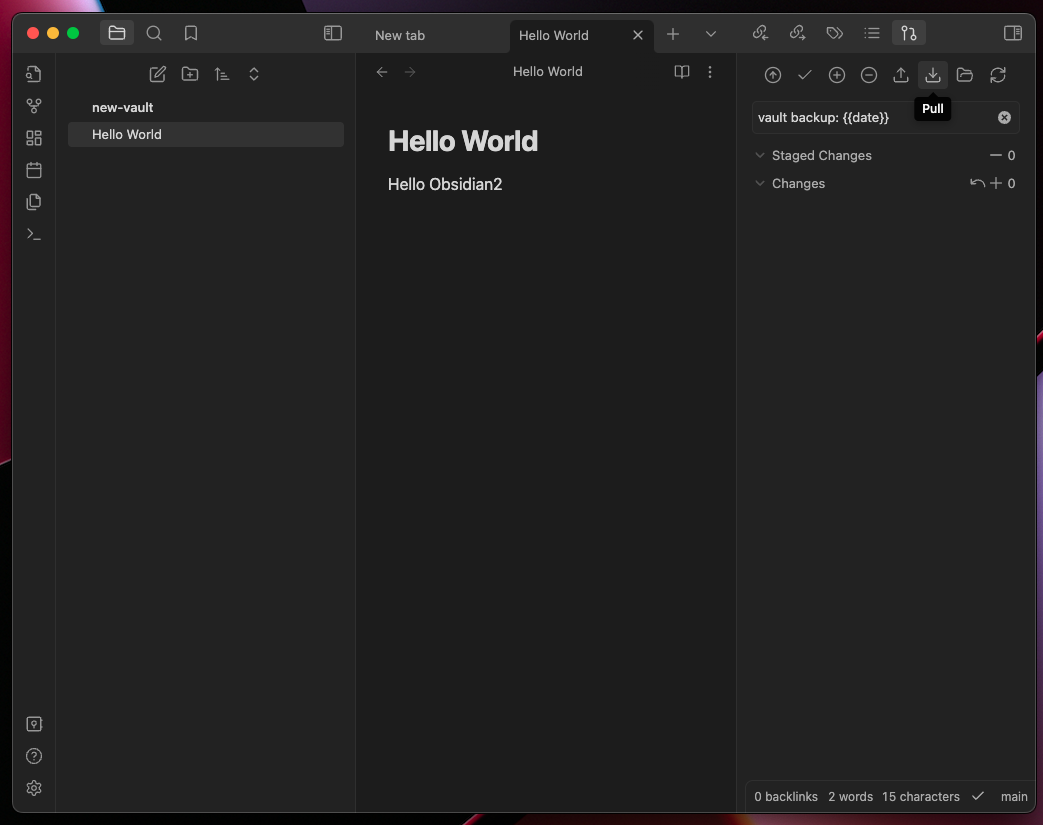 New tab
Hello World
new-vault
Hello World
Hello World
Hello World
Hello Obsidian2
Pull
vault backup: {{date}}
Staged Changes 0
Changes 0
0 backlinks 2 words 15 characters main